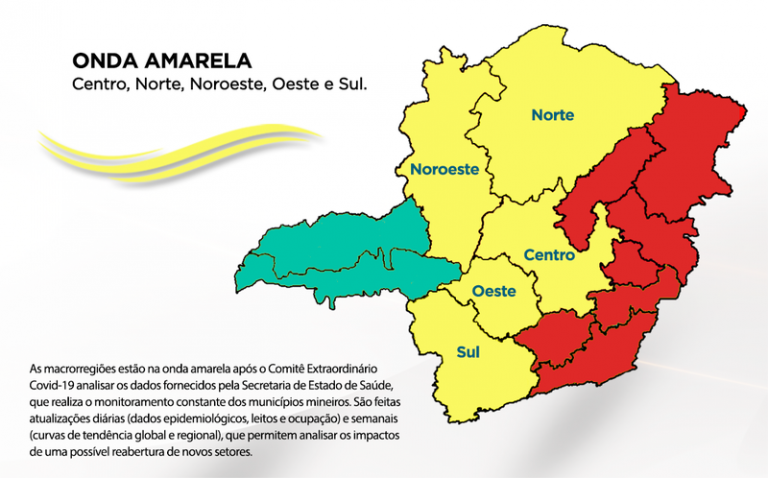 ONDA AMARELA
Centro, Norte, Noroeste, Oeste e Sul.
Norte
Noroeste
Centro
Oeste
Sul
As macrorregiões estão na onda amarela após o Comitê Extraordinário
Covid-19 analisar os dados fornecidos pela Secretaria de Estado de Saúde,
que realiza o monitoramento constante dos municípios mineiros. São feitas
atualizações diárias (dados epidemiológicos, leitos e ocupação) e semanais
(curvas de tendência global e regional), que permitem analisar os impactos
de uma possível reabertura de novos setores.